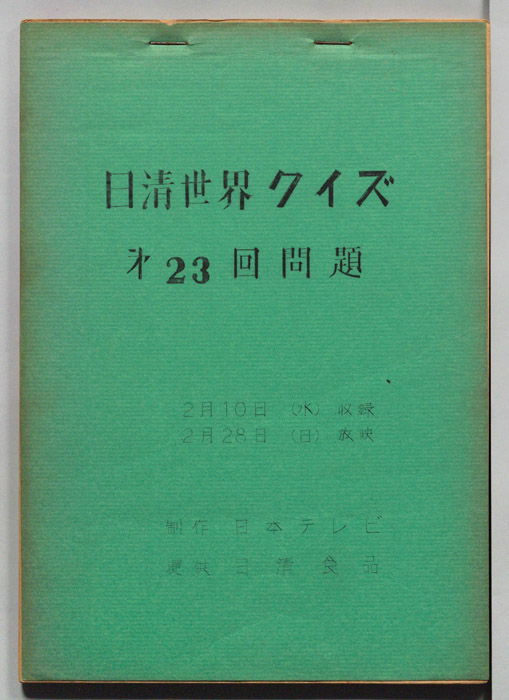 日清世界クイズ
オ23回問題
2月10日 (水) 収録
2月28日 (日) 放映
制作 日本テレビ
提供 日清食品